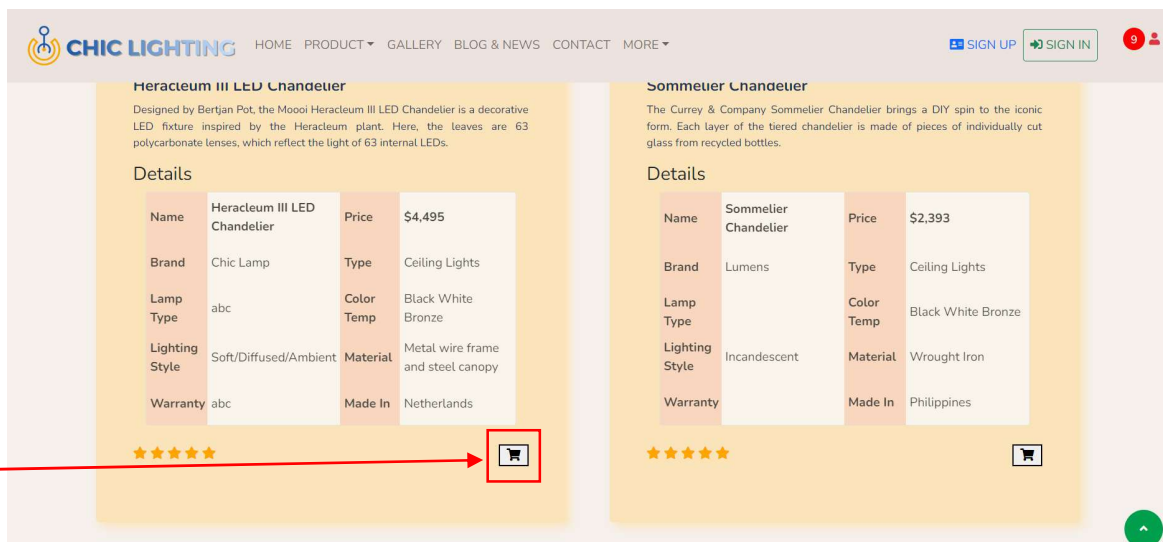 CHIC LIGHTING HOME PRODUCT GALLERY BLOG & NEWS CONTACT MORE SIGN UP SIGN IN 9
Heracleum III LED Chandelier
Designed by Bertjan Pot, the Moooi Heracleum III LED Chandelier is a decorative
LED fixture inspired by the Heracleum plant. Here, the leaves are 63
polycarbonate lenses, which reflect the light of 63 internal LEDs.
Details
Name Heracleum III LED Chandelier Price $4,495
Brand Chic Lamp Type Ceiling Lights
Lamp Type abc Color Temp Black White Bronze
Lighting Style Soft/Diffused/Ambient Material Metal wire frame and steel canopy
Warranty abc Made In Netherlands
Sommelier Chandelier
The Currey & Company Sommelier Chandelier brings a DIY spin to the iconic
form. Each layer of the tiered chandelier is made of pieces of individually cut
glass from recycled bottles.
Details
Name Sommelier Chandelier Price $2,393
Brand Lumens Type Ceiling Lights
Lamp Type Color Temp Black White Bronze
Lighting Style Incandescent Material Wrought Iron
Warranty Made In Philippines